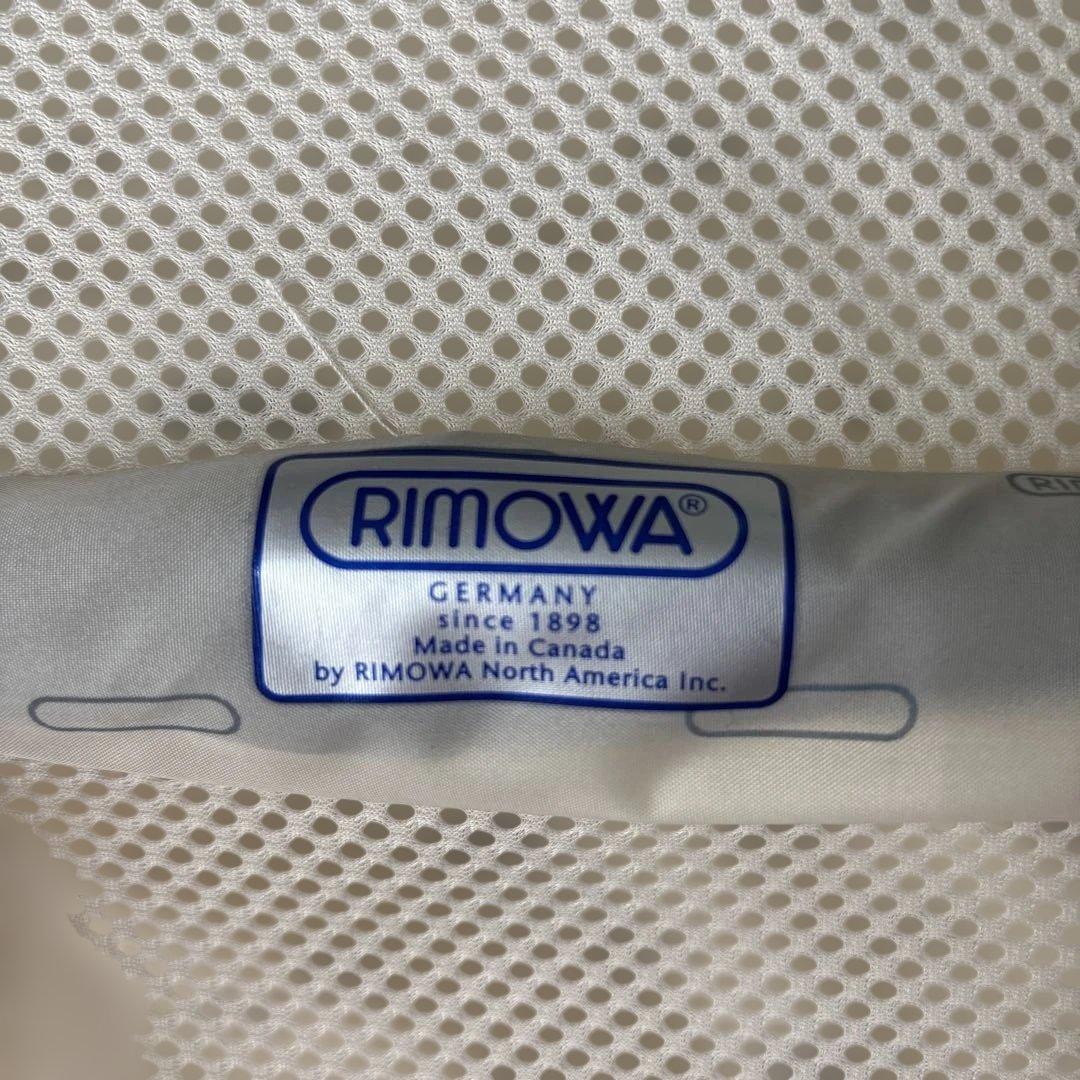 RIMOWA®
GERMANY
since 1898
Made in Canada
by RIMOWA North America Inc.